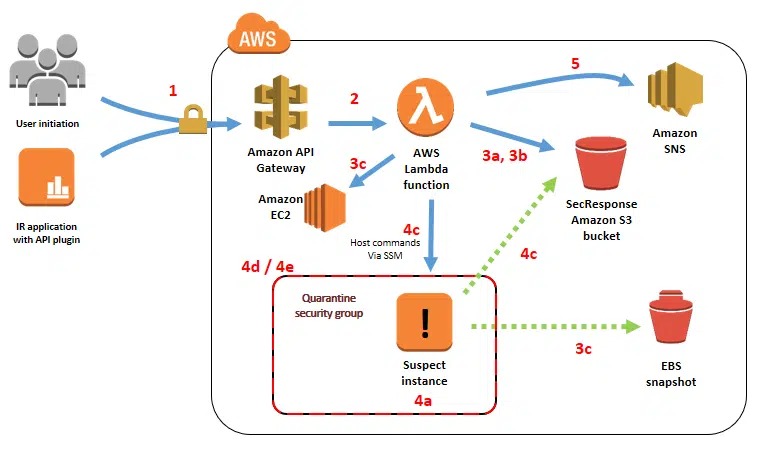 AWS
5
1
2
User initiation
Amazon API
Gateway
AWS
Lambda
function
3a, 3b
Amazon
SNS
3c
Amazon
EC2
SecResponse
Amazon S3
bucket
IR application
with API plugin
4c
Host commands
Via SSM
4c
4d / 4e
Quarantine
security group
!
3c
Suspect
instance
EBS
snapshot
4a